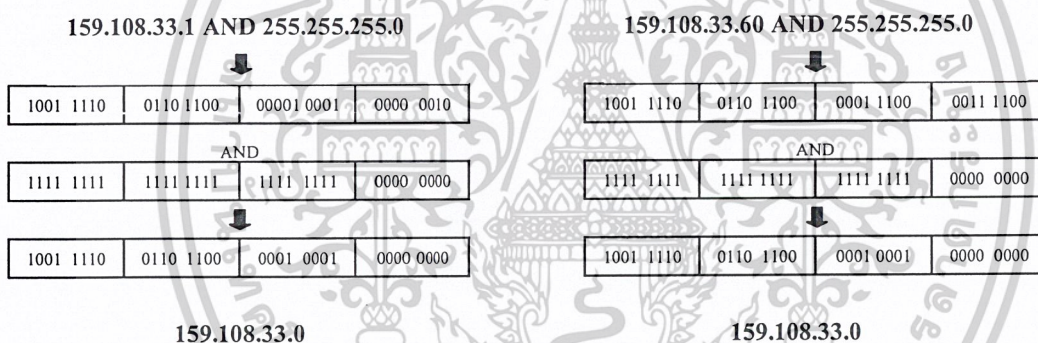 159.108.33.1 AND 255.255.255.0
1001 1110 0110 1100 00001 0001 0000 0010
AND
1111 1111 1111 1111 1111 1111 0000 0000
1001 1110 0110 1100 0001 0001 0000 0000
159.108.33.0
159.108.33.60 AND 255.255.255.0
1001 1110 0110 1100 0001 1100 0011 1100
AND
1111 1111 1111 1111 1111 1111 0000 0000
1001 1110 0110 1100 0001 0001 0000 0000
159.108.33.0